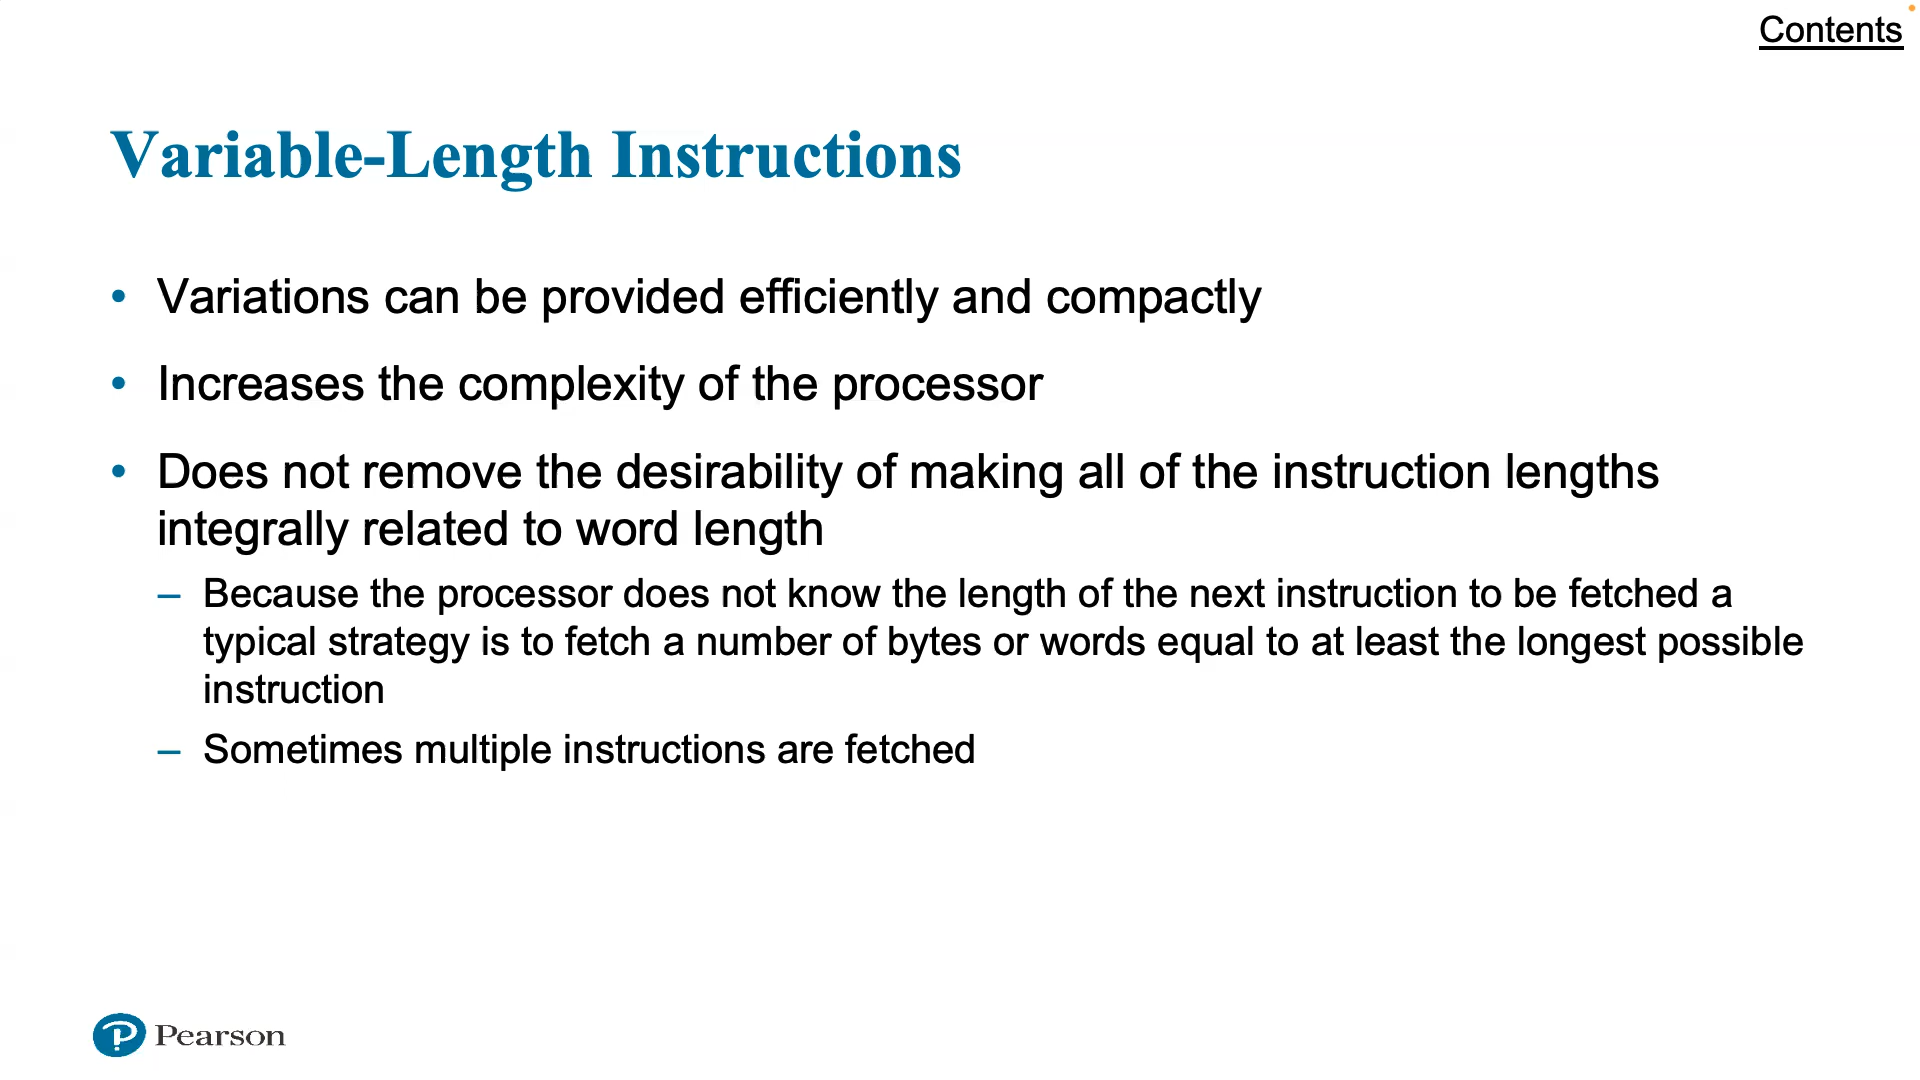 Contents
Variable-Length Instructions
• Variations can be provided efficiently and compactly
• Increases the complexity of the processor
• Does not remove the desirability of making all of the instruction lengths
integrally related to word length
– Because the processor does not know the length of the next instruction to be fetched a
typical strategy is to fetch a number of bytes or words equal to at least the longest possible
instruction
– Sometimes multiple instructions are fetched
Pearson